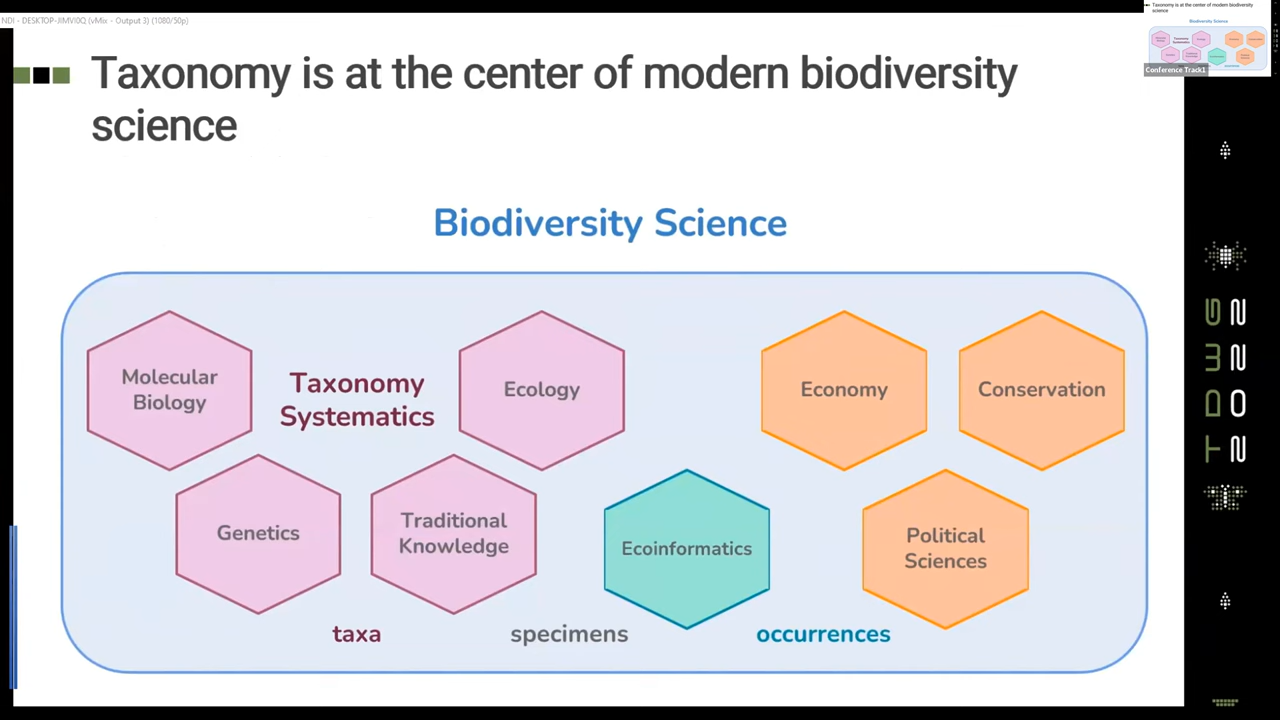 NDI - DESKTOP-JIMVI0Q (vMix - Output 3) (1080/50p)
Taxonomy is at the center of modern biodiversity
science
Biodiversity Science
Molecular
Biology
Taxonomy
Systematics
Ecology
Economy
Conservation
Genetics
Traditional
Knowledge
Ecoinformatics
Political
Sciences
taxa
specimens
occurrences
Taxonomy is at the center of modern biodiversity
science
Biodiversity Science
Conference Track1
TDWG
2022